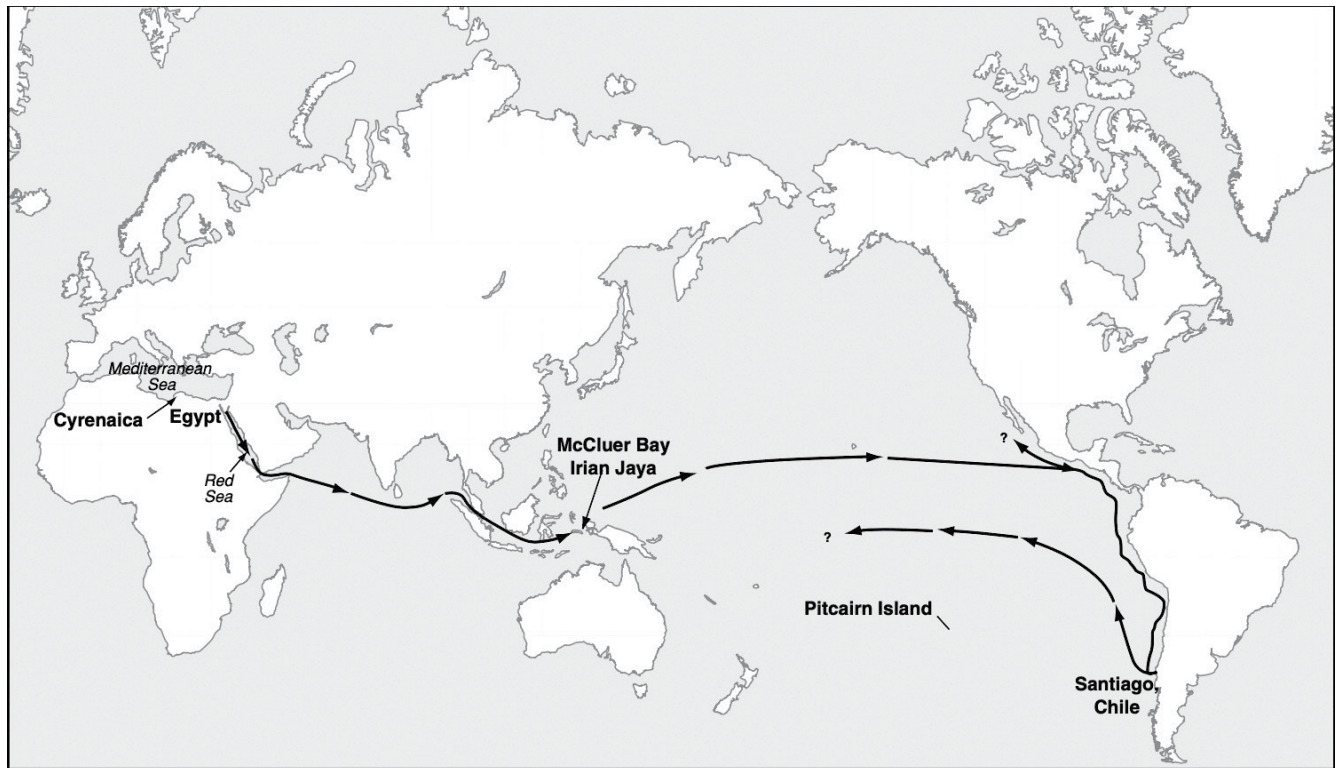 Mediterranean
Sea
Cyrenaica
Egypt
Red
Sea
McCluer Bay
Irian Jaya
?
?
Pitcairn Island
Santiago,
Chile